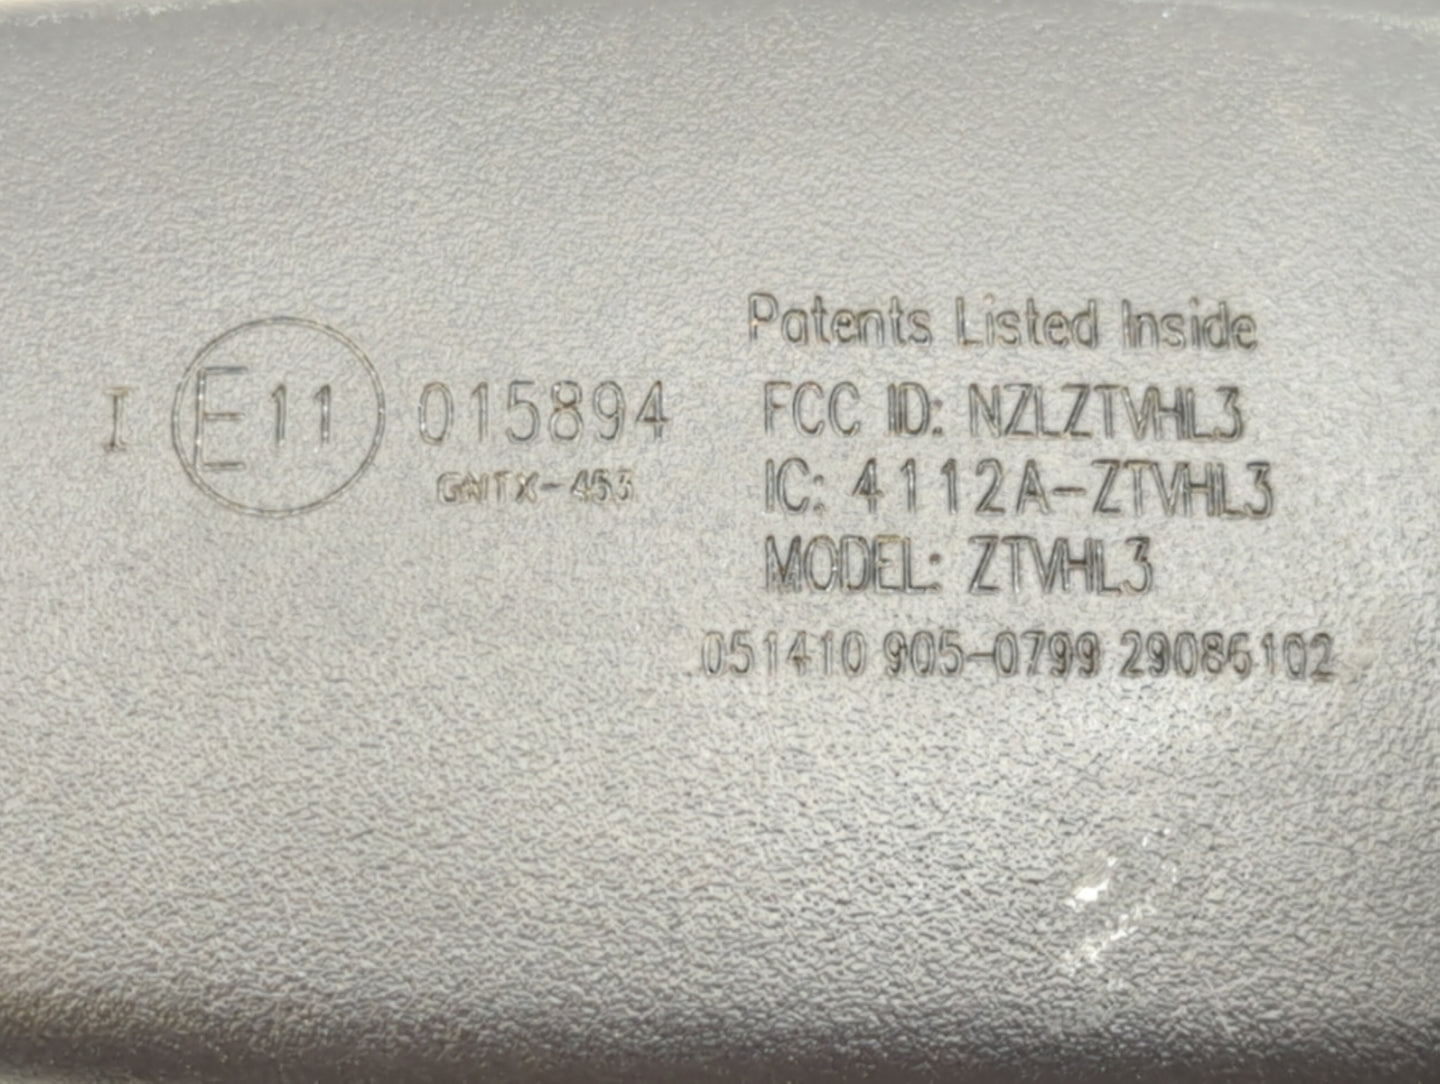 I E11 015894
GNTX-453
Patents Listed Inside
FCC ID: NZLZTVHL3
IC: 4112A-ZTVHL3
MODEL: ZTVHL3
051410 905-0799 29086102